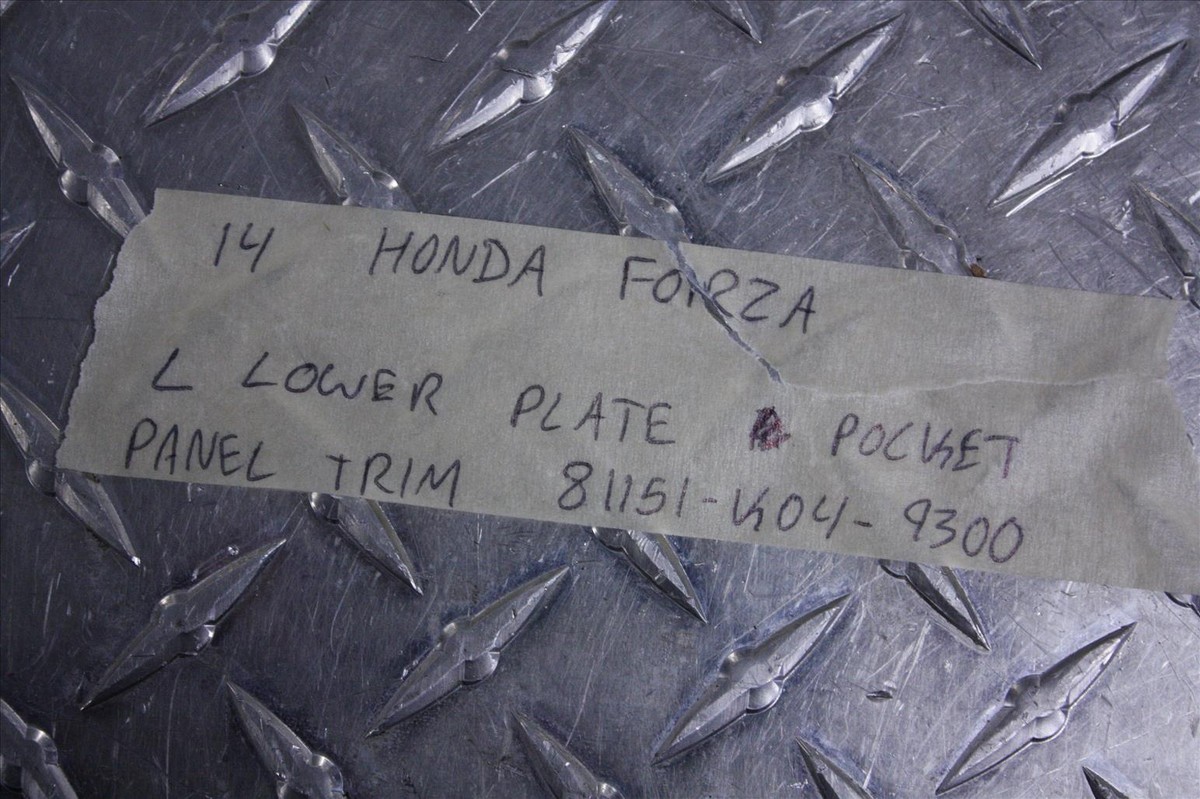 14 HONDA FORZA
L LOWER PLATE POCKET
PANEL TRIM 81151-K04-9300